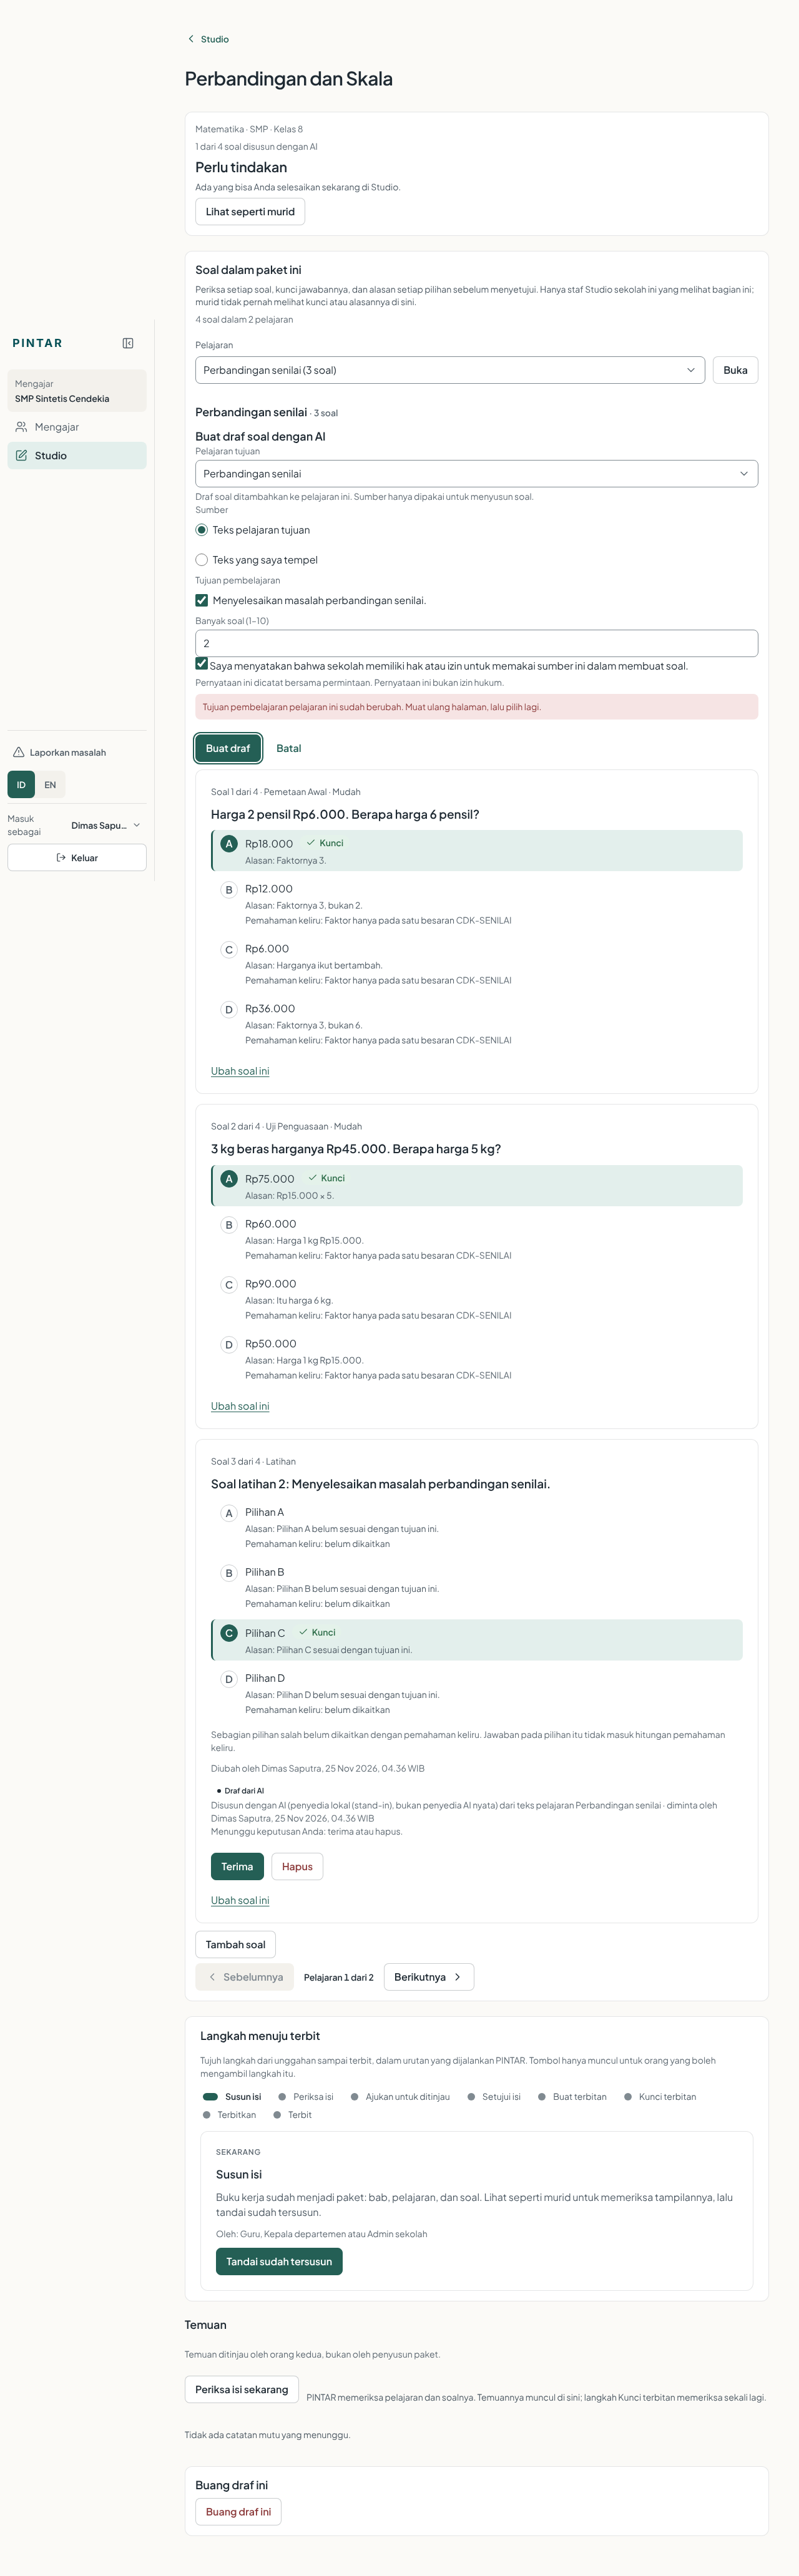 Studio
Perbandingan dan Skala
Matematika · SMP · Kelas 8
1 dari 4 soal disusun dengan AI
Perlu tindakan
Ada yang bisa Anda selesaikan sekarang di Studio.
Lihat seperti murid
Soal dalam paket ini
Periksa setiap soal, kunci jawabannya, dan alasan setiap pilihan sebelum menyetujui. Hanya staf Studio sekolah ini yang melihat bagian ini;
murid tidak pernah melihat kunci atau alasannya di sini.
4 soal dalam 2 pelajaran
Pelajaran
Perbandingan senilai (3 soal)
Buka
Perbandingan senilai · 3 soal
Buat draf soal dengan AI
Pelajaran tujuan
Perbandingan senilai
Draf soal ditambahkan ke pelajaran ini. Sumber hanya dipakai untuk menyusun soal.
Sumber
Teks pelajaran tujuan
Teks yang saya tempel
Tujuan pembelajaran
Menyelesaikan masalah perbandingan senilai.
Banyak soal (1–10)
2
Saya menyatakan bahwa sekolah memiliki hak atau izin untuk memakai sumber ini dalam membuat soal.
Pernyataan ini dicatat bersama permintaan. Pernyataan ini bukan izin hukum.
Tujuan pembelajaran pelajaran ini sudah berubah. Muat ulang halaman, lalu pilih lagi.
Buat draf
Batal
Soal 1 dari 4 · Pemetaan Awal · Mudah
Harga 2 pensil Rp6.000. Berapa harga 6 pensil?
A Rp18.000 Kunci
Alasan: Faktornya 3.
B Rp12.000
Alasan: Faktornya 3, bukan 2.
Pemahaman keliru: Faktor hanya pada satu besaran CDK-SENILAI
C Rp6.000
Alasan: Harganya ikut bertambah.
Pemahaman keliru: Faktor hanya pada satu besaran CDK-SENILAI
D Rp36.000
Alasan: Faktornya 3, bukan 6.
Pemahaman keliru: Faktor hanya pada satu besaran CDK-SENILAI
Ubah soal ini
Soal 2 dari 4 · Uji Penguasaan · Mudah
3 kg beras harganya Rp45.000. Berapa harga 5 kg?
A Rp75.000 Kunci
Alasan: Rp15.000 × 5.
B Rp60.000
Alasan: Harga 1 kg Rp15.000.
Pemahaman keliru: Faktor hanya pada satu besaran CDK-SENILAI
C Rp90.000
Alasan: Itu harga 6 kg.
Pemahaman keliru: Faktor hanya pada satu besaran CDK-SENILAI
D Rp50.000
Alasan: Harga 1 kg Rp15.000.
Pemahaman keliru: Faktor hanya pada satu besaran CDK-SENILAI
Ubah soal ini
Soal 3 dari 4 · Latihan
Soal latihan 2: Menyelesaikan masalah perbandingan senilai.
A Pilihan A
Alasan: Pilihan A belum sesuai dengan tujuan ini.
Pemahaman keliru: belum dikaitkan
B Pilihan B
Alasan: Pilihan B belum sesuai dengan tujuan ini.
Pemahaman keliru: belum dikaitkan
C Pilihan C Kunci
Alasan: Pilihan C sesuai dengan tujuan ini.
D Pilihan D
Alasan: Pilihan D belum sesuai dengan tujuan ini.
Pemahaman keliru: belum dikaitkan
Sebagian pilihan salah belum dikaitkan dengan pemahaman keliru. Jawaban pada pilihan itu tidak masuk hitungan pemahaman
keliru.
Diubah oleh Dimas Saputra, 25 Nov 2026, 04.36 WIB
Draf dari AI
Disusun dengan AI (penyedia lokal (stand-in), bukan penyedia AI nyata) dari teks pelajaran Perbandingan senilai · diminta oleh
Dimas Saputra, 25 Nov 2026, 04.36 WIB
Menunggu keputusan Anda: terima atau hapus.
Terima
Hapus
Ubah soal ini
Tambah soal
Sebelumnya
Pelajaran 1 dari 2
Berikutnya
Langkah menuju terbit
Tujuh langkah dari unggahan sampai terbit, dalam urutan yang dijalankan PINTAR. Tombol hanya muncul untuk orang yang boleh
mengambil langkah itu.
Susun isi
Periksa isi
Ajukan untuk ditinjau
Setujui isi
Buat terbitan
Kunci terbitan
Terbitkan
Terbit
SEKARANG
Susun isi
Buku kerja sudah menjadi paket: bab, pelajaran, dan soal. Lihat seperti murid untuk memeriksa tampilannya, lalu
tandai sudah tersusun.
Oleh: Guru, Kepala departemen atau Admin sekolah
Tandai sudah tersusun
Temuan
Temuan ditinjau oleh orang kedua, bukan oleh penyusun paket.
Periksa isi sekarang
PINTAR memeriksa pelajaran dan soalnya. Temuannya muncul di sini; langkah Kunci terbitan memeriksa sekali lagi.
Tidak ada catatan mutu yang menunggu.
Buang draf ini
Buang draf ini
PINTAR
Mengajar
SMP Sintetis Cendekia
Mengajar
Studio
Laporkan masalah
ID
EN
Masuk
sebagai
Dimas Sapu...
Keluar